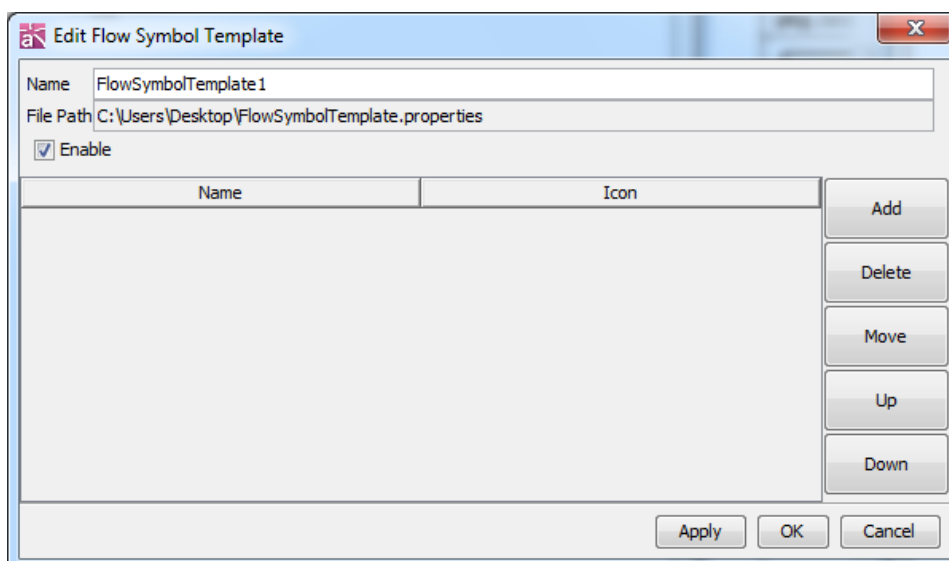 Edit Flow Symbol Template
Name FlowSymbolTemplate1
File Path C:\Users\Desktop\FlowSymbolTemplate.properties
Enable
Name Icon
Add
Delete
Move
Up
Down
Apply OK Cancel